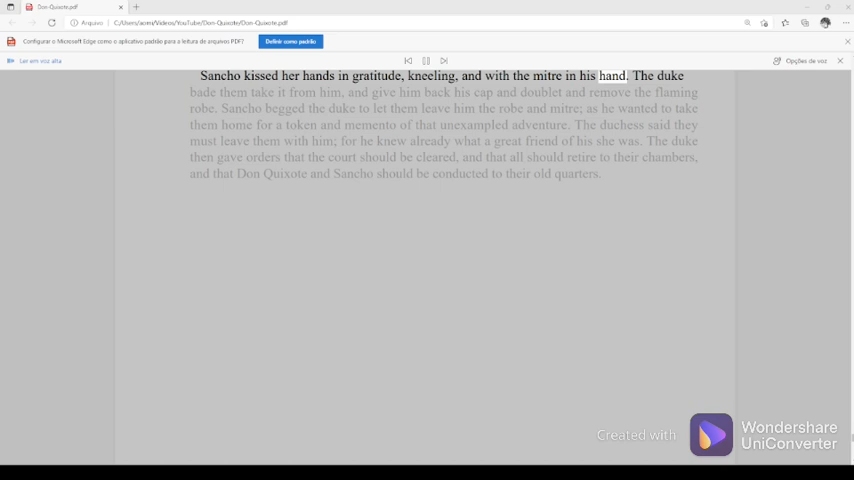 Don-Quixote.pdf
Arquivo | C:/Users/
/Videos/YouTube/Don-Quixote/Don-Quixote.pdf
Configurar o Microsoft Edge como o aplicativo padrão para a leitura de arquivos PDF?
Definir como padrão
Ler em voz alta
Opções de voz
Sancho kissed her hands in gratitude, kneeling, and with the mitre in his hand. The duke
bade them take it from him, and give him back his cap and doublet and remove the flaming
robe. Sancho begged the duke to let them leave him the robe and mitre; as he wanted to take
them home for a token and memento of that unexampled adventure. The duchess said they
must leave them with him; for he knew already what a great friend of his she was. The duke
then gave orders that the court should be cleared, and that all should retire to their chambers,
and that Don Quixote and Sancho should be conducted to their old quarters.
Created with
Wondershare
UniConverter